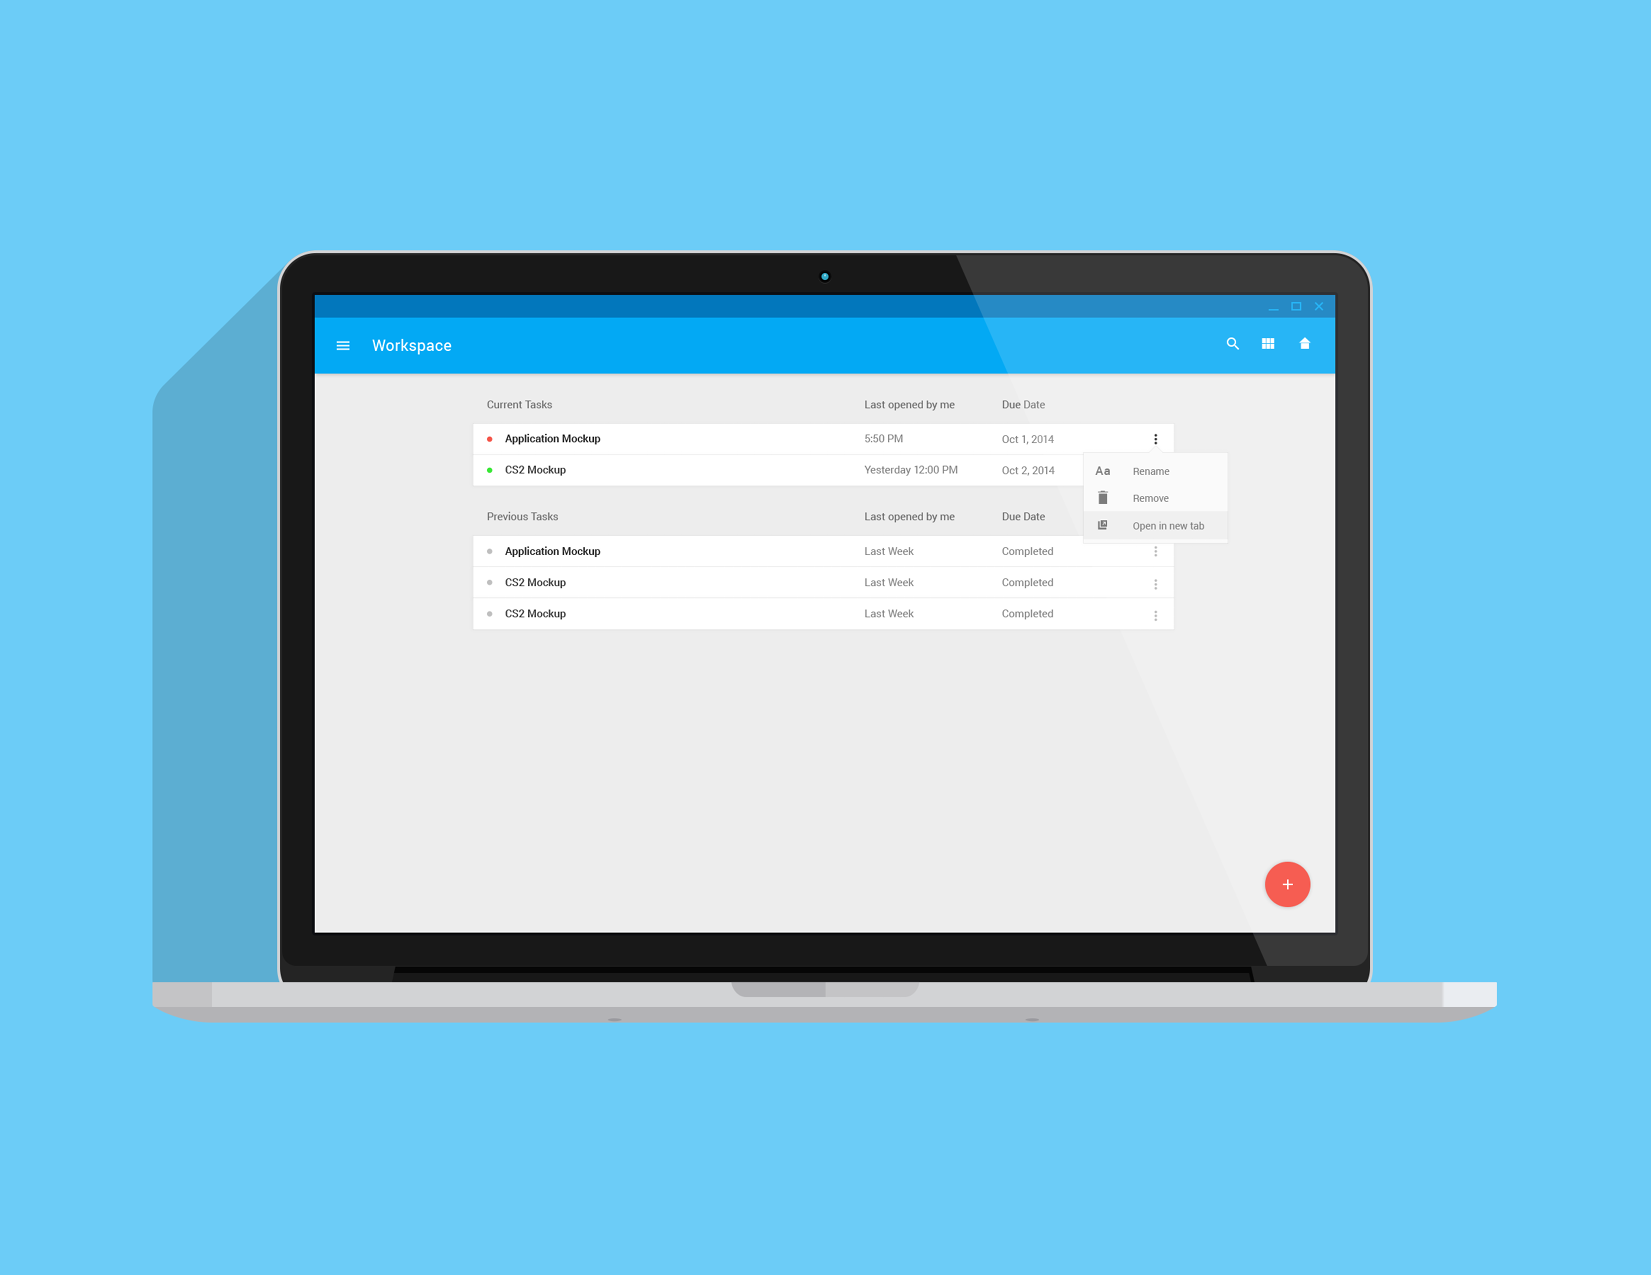 Workspace
Current Tasks Last opened by me Due Date
Application Mockup 5:50 PM Oct 1, 2014
CS2 Mockup Yesterday 12:00 PM Oct 2, 2014
Aa Rename
Remove
Open in new tab
Previous Tasks Last opened by me Due Date
Application Mockup Last Week Completed
CS2 Mockup Last Week Completed
CS2 Mockup Last Week Completed